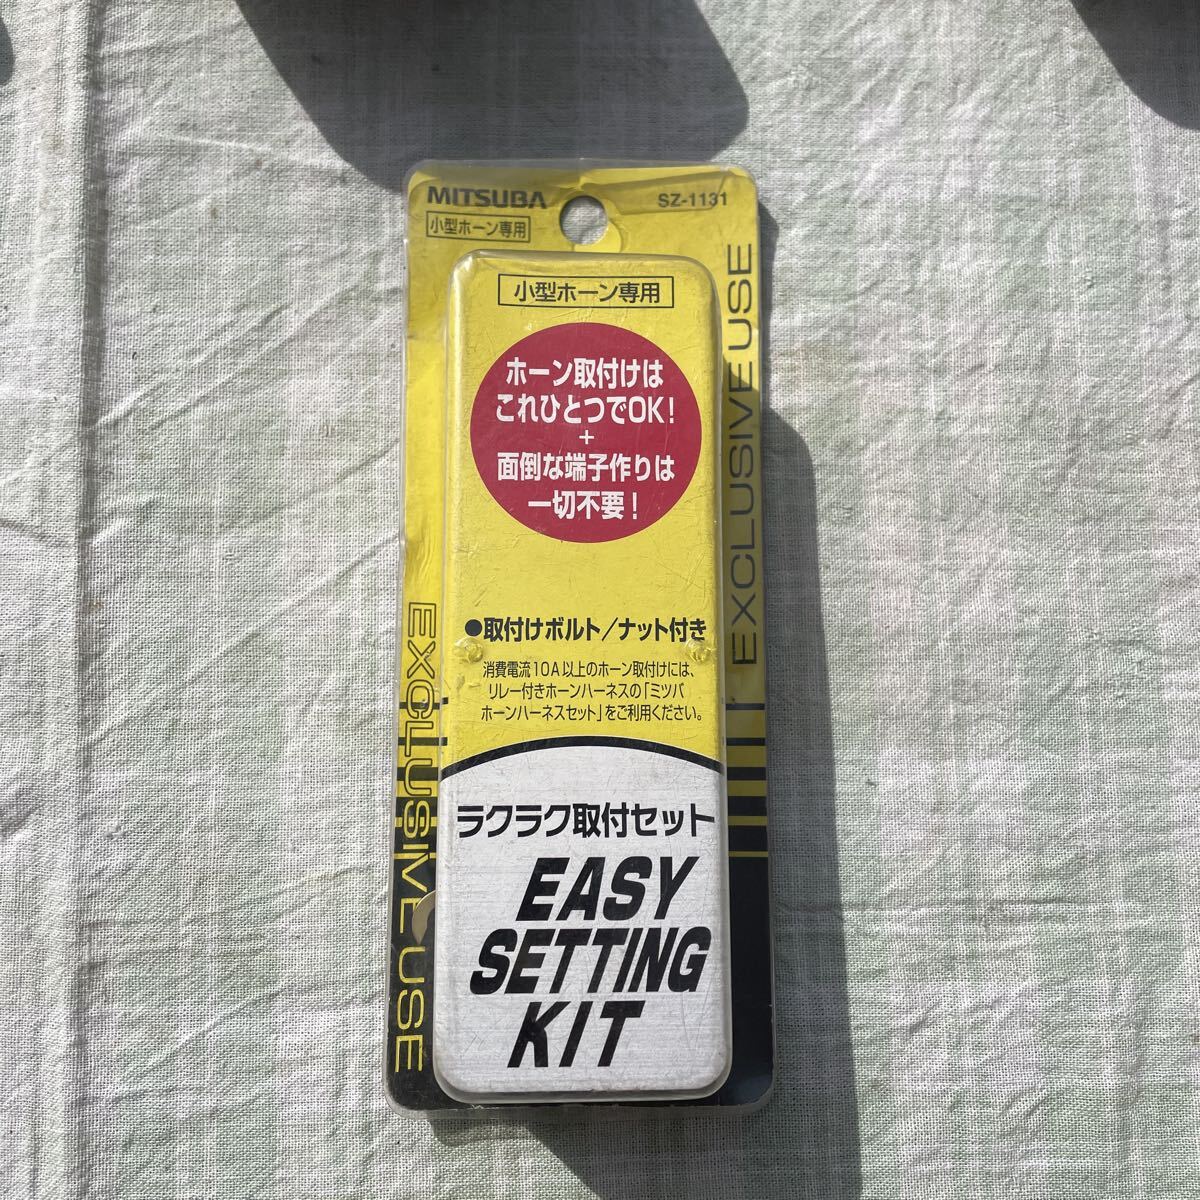 MITSUBA
SZ-1131
小型ホーン専用
小型ホーン専用
ホーン取付けは
これひとつでOK!
+
面倒な端子作りは
一切不要!
EXCLUSIVE USE
●取付けボルト/ナット付き
消費電流10A以上のホーン取付けには、
リレー付きホーンハーネスの「ミツバ
ホーンハーネスセット」をご利用ください。
EXCLUSIVE USE
ラクラク取付セット
EASY
SETTING
KIT